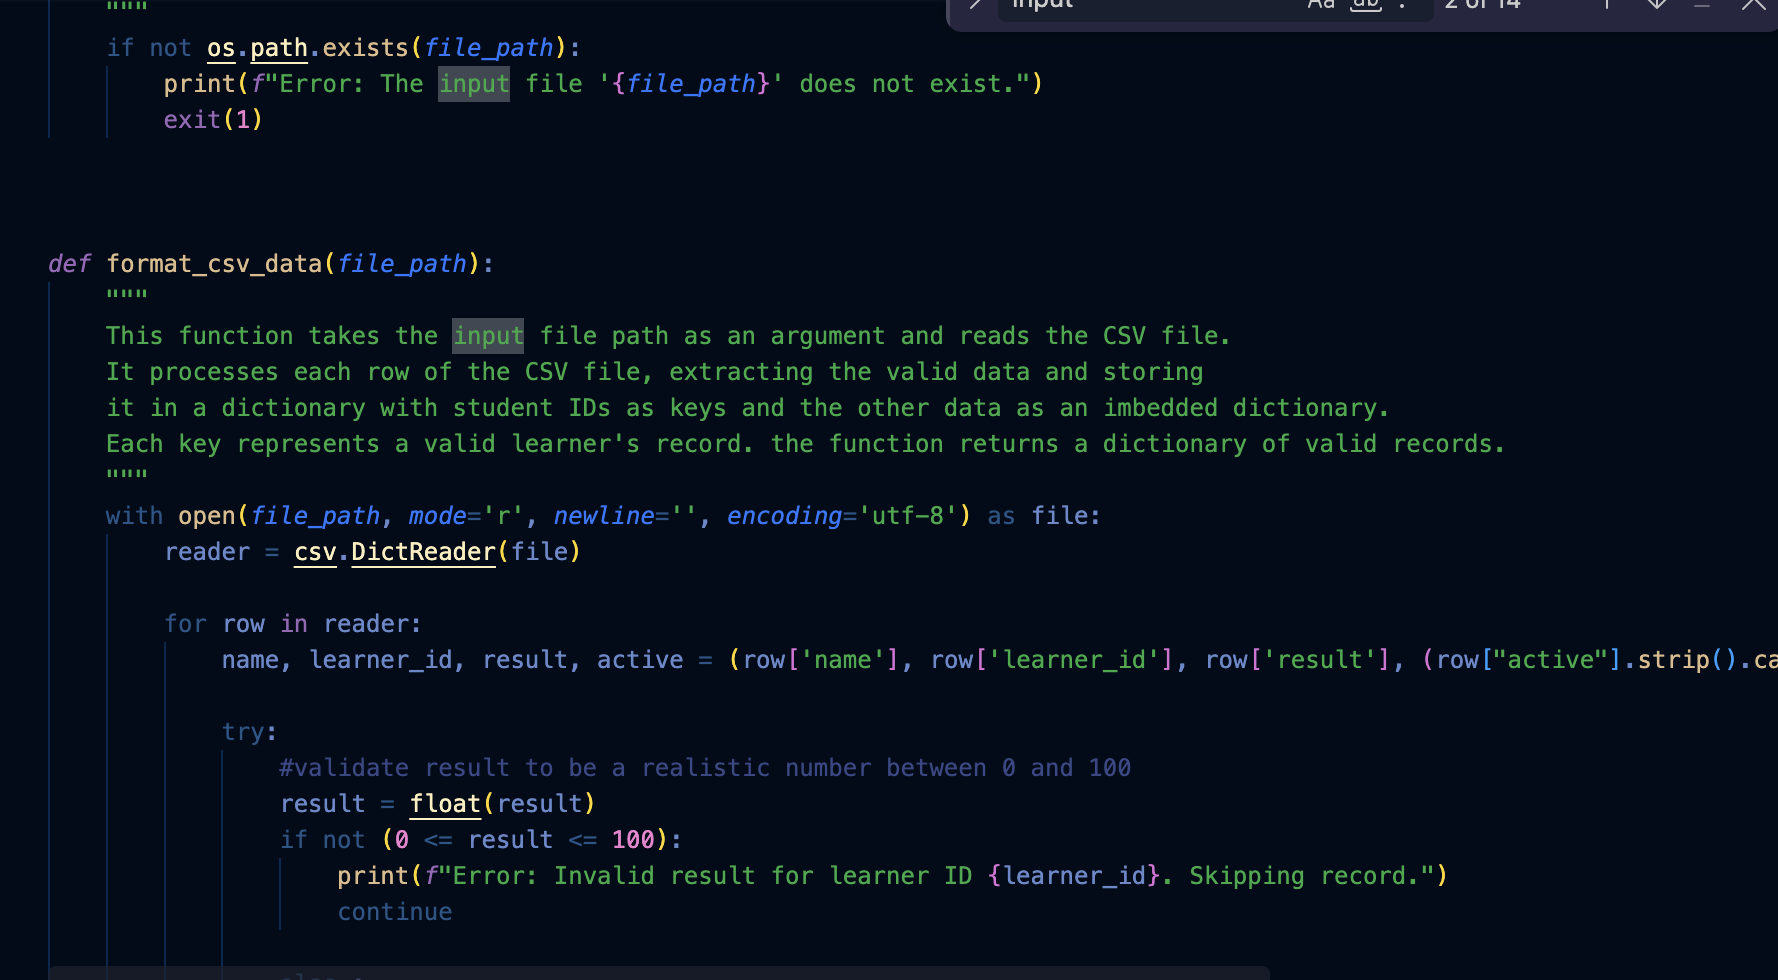 """
input Aa ab . 2 of 14
if not os.path.exists(file_path):
print(f"Error: The input file '{file_path}' does not exist.")
exit(1)
def format_csv_data(file_path):
"""
This function takes the input file path as an argument and reads the CSV file.
It processes each row of the CSV file, extracting the valid data and storing
it in a dictionary with student IDs as keys and the other data as an imbedded dictionary.
Each key represents a valid learner's record. the function returns a dictionary of valid records.
"""
with open(file_path, mode='r', newline='', encoding='utf-8') as file:
reader = csv.DictReader(file)
for row in reader:
name, learner_id, result, active = (row['name'], row['learner_id'], row['result'], (row["active"].strip().ca
try:
#validate result to be a realistic number between 0 and 100
result = float(result)
if not (0 <= result <= 100):
print(f"Error: Invalid result for learner ID {learner_id}. Skipping record.")
continue